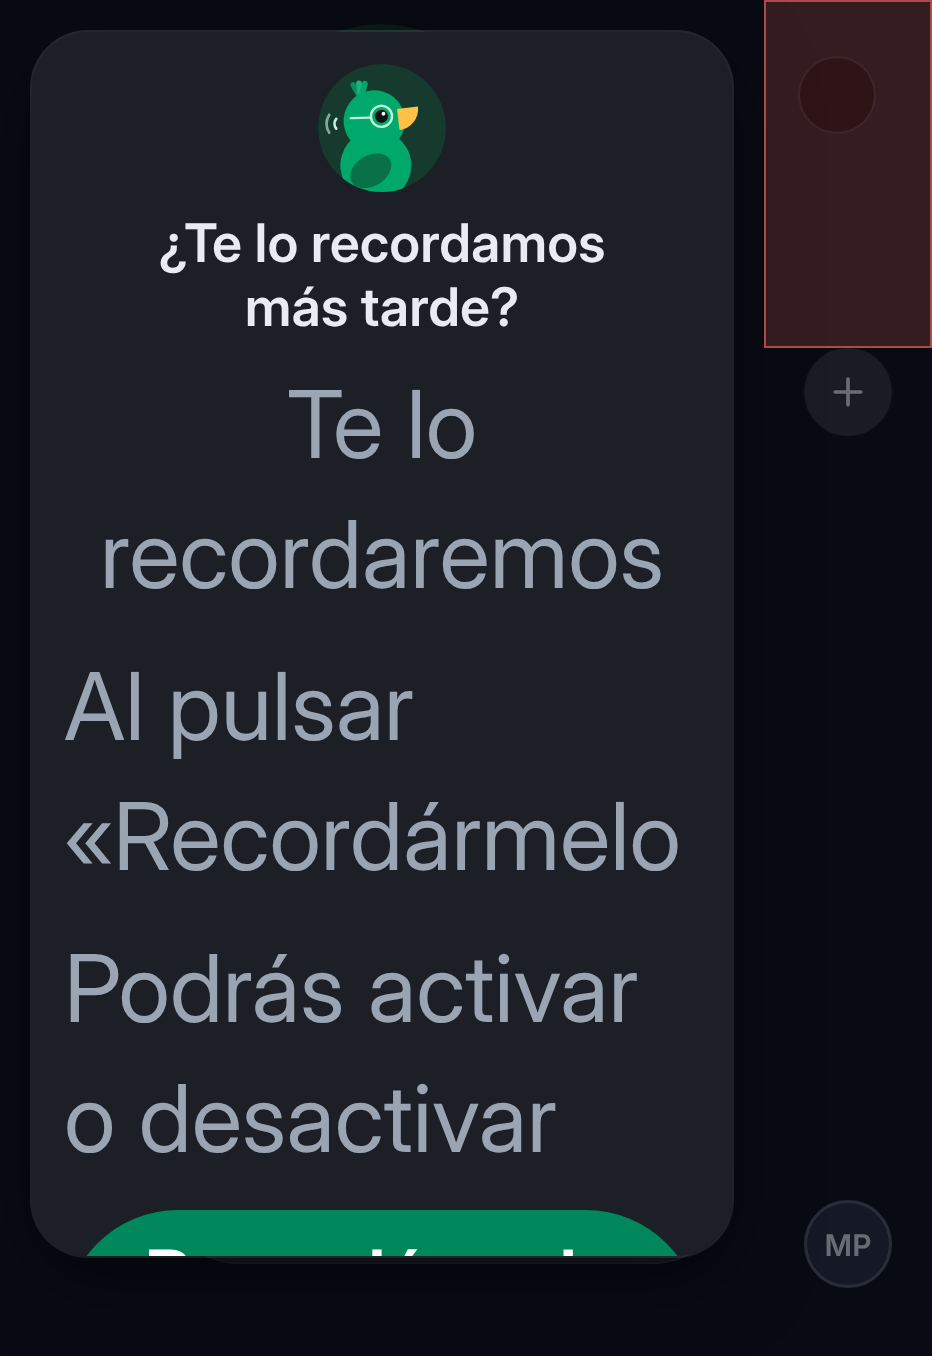 ¿Te lo recordamos
más tarde?
Te lo
recordaremos
Al pulsar
«Recordármelo
Podrás activar
o desactivar
MP